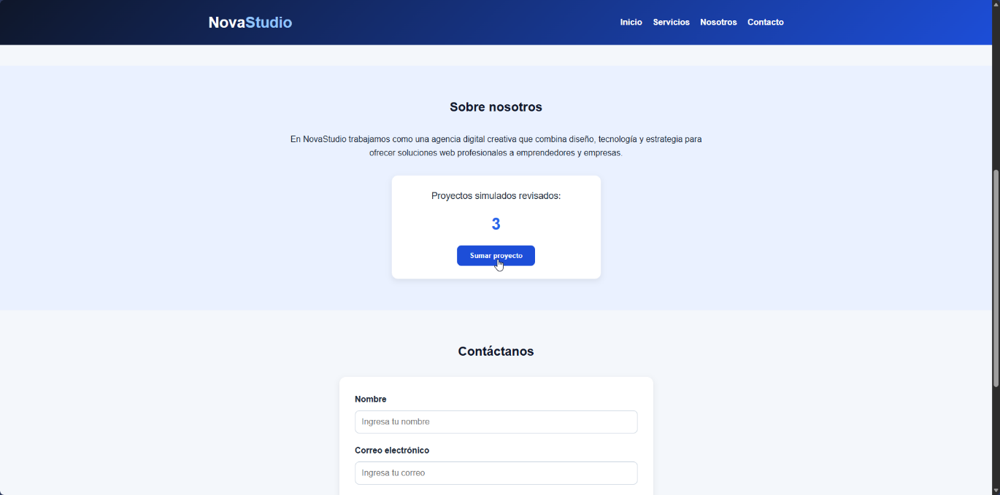 NovaStudio
Inicio Servicios Nosotros Contacto
Sobre nosotros
En NovaStudio trabajamos como una agencia digital creativa que combina diseño, tecnología y estrategia para
ofrecer soluciones web profesionales a emprendedores y empresas.
Proyectos simulados revisados:
3
Sumar proyecto
Contáctanos
Nombre
Ingresa tu nombre
Correo electrónico
Ingresa tu correo